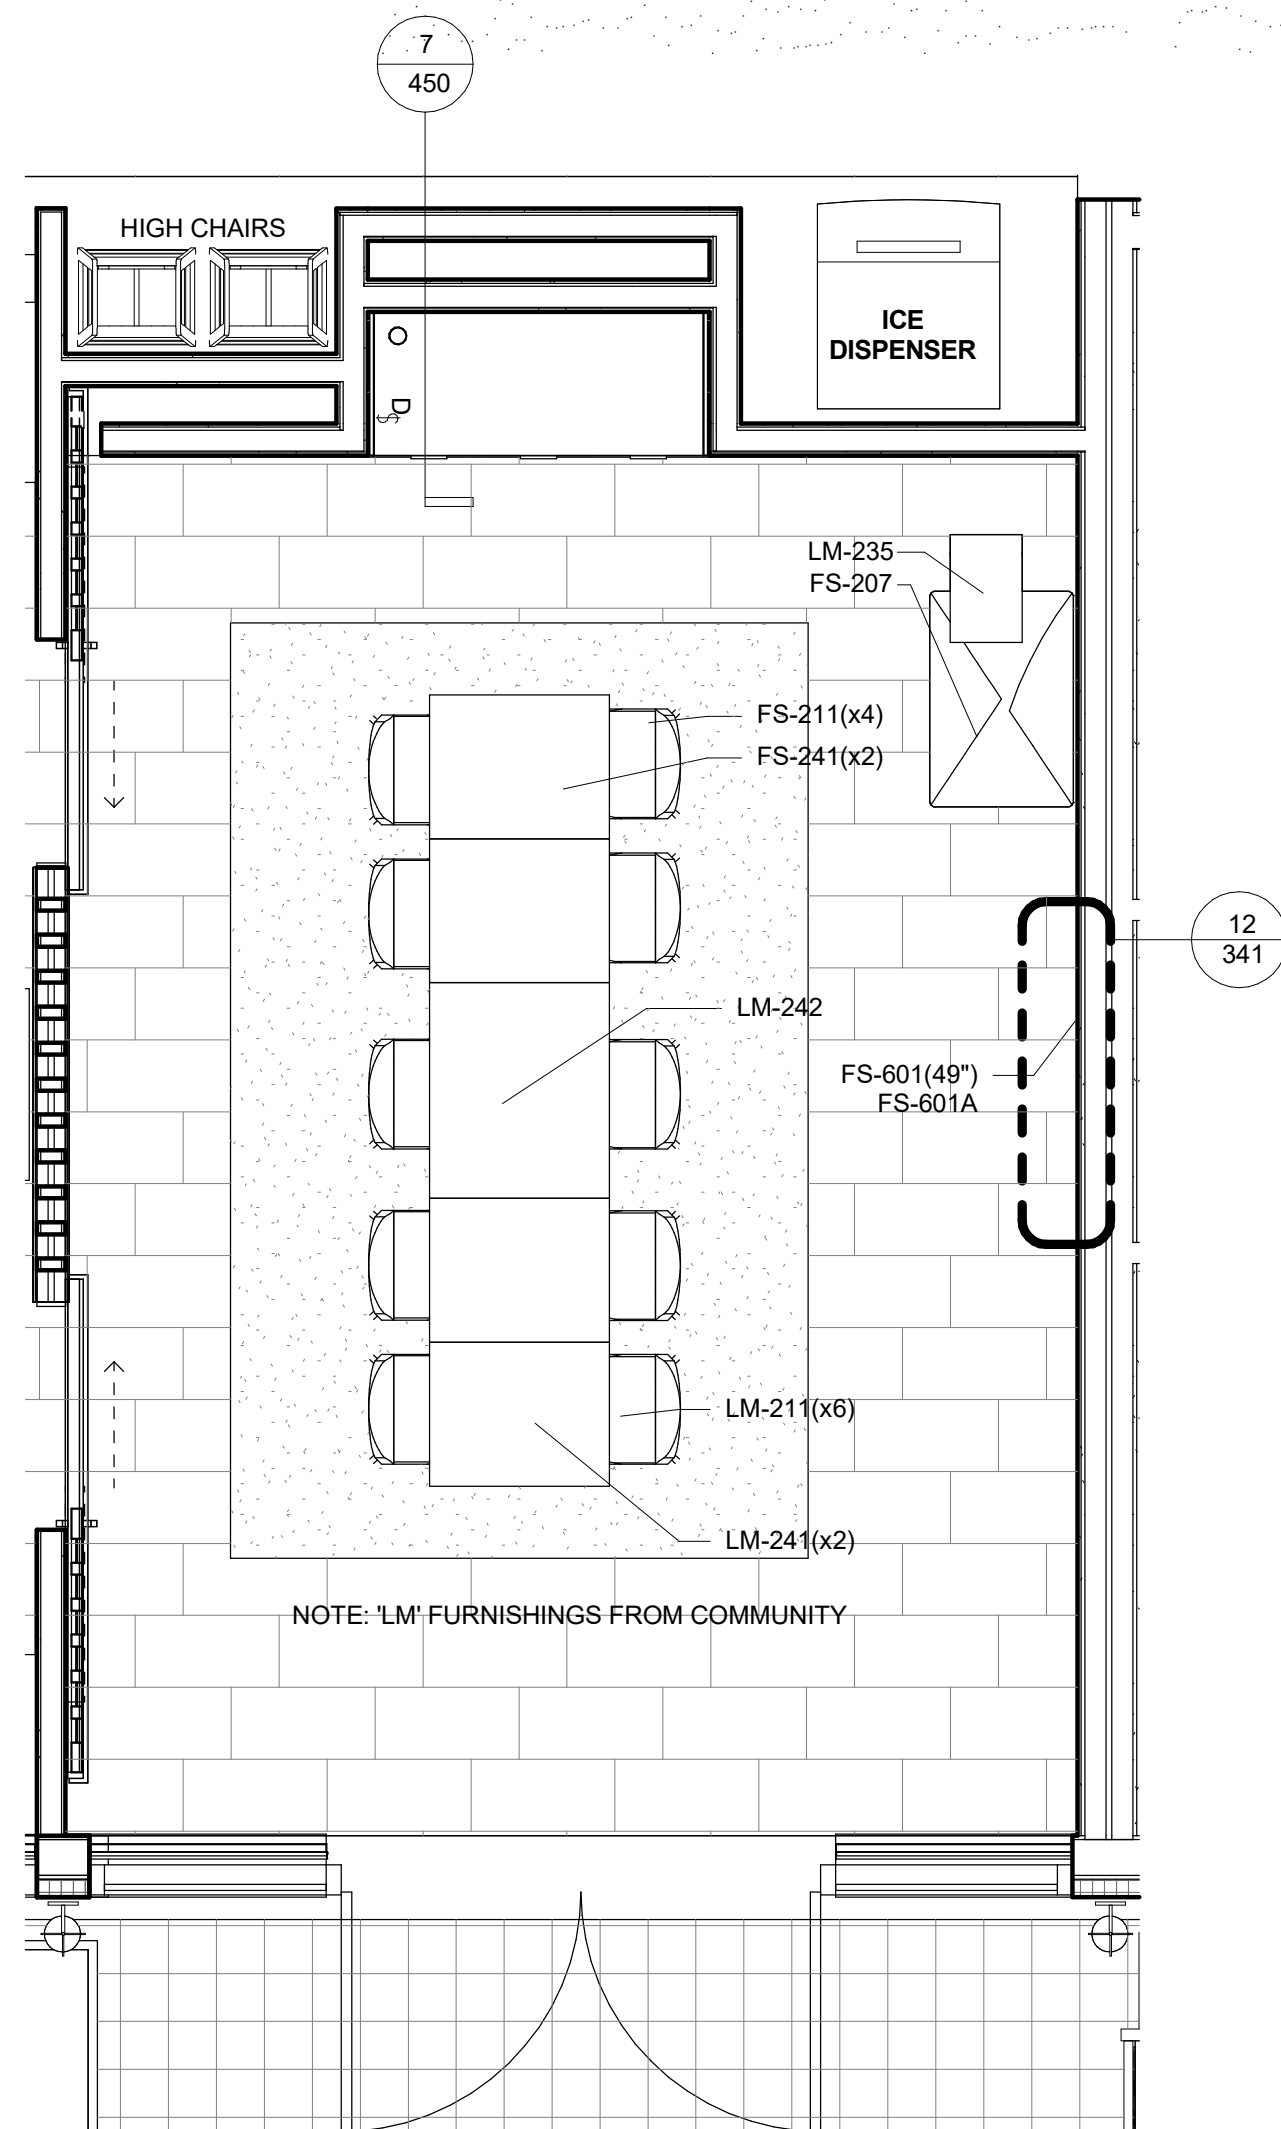 7
450
HIGH CHAIRS
ICE
DISPENSER
D$
LM-235
FS-207
FS-211(x4)
FS-241(x2)
12
341
LM-242
FS-601(49")
FS-601A
LM-211(x6)
LM-241(x2)
NOTE: 'LM' FURNISHINGS FROM COMMUNITY